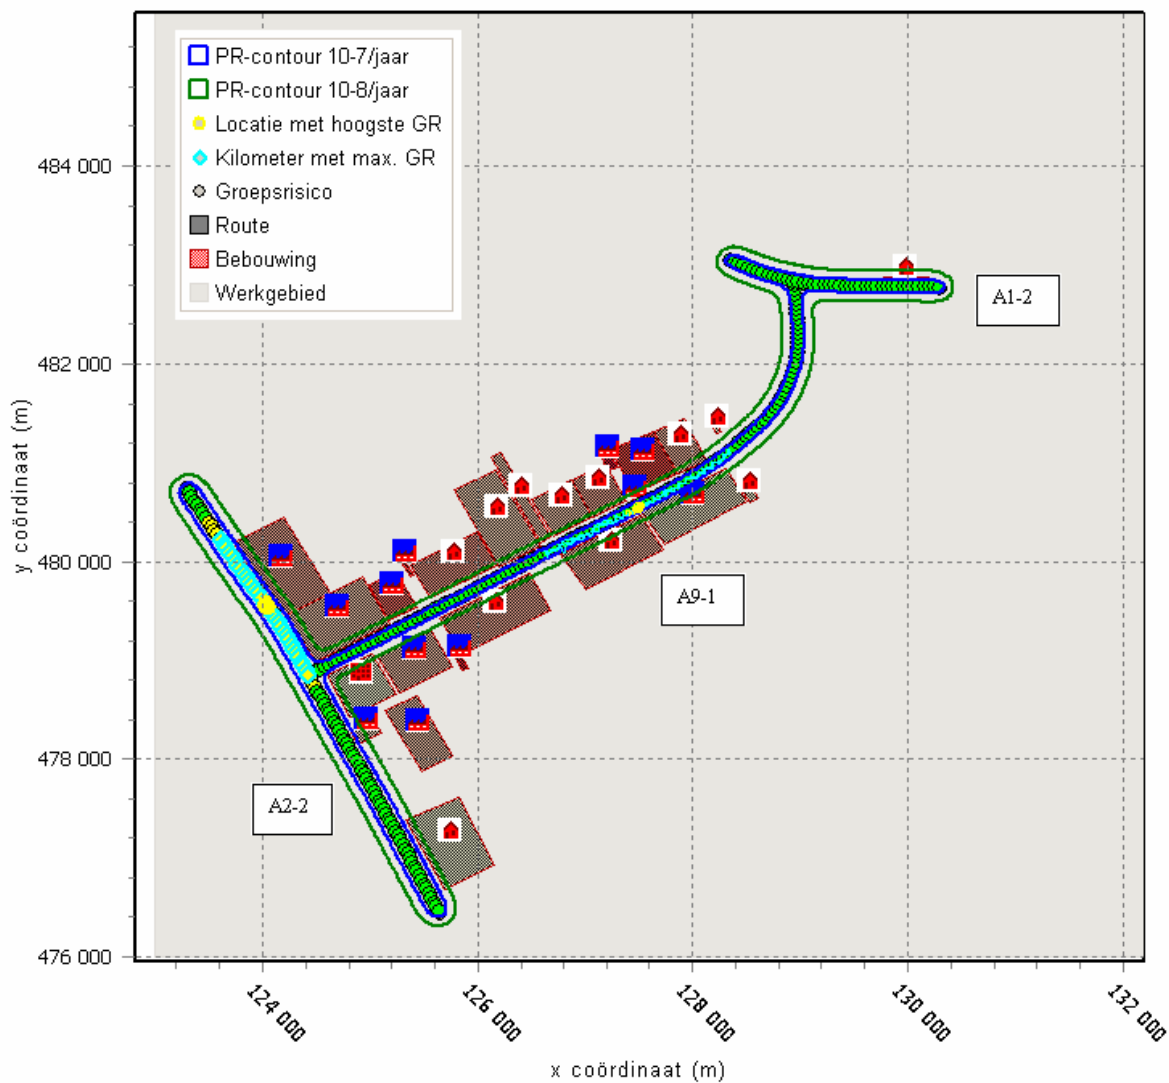 PR-contour 10-7/jaar
PR-contour 10-8/jaar
Locatie met hoogste GR
Kilometer met max. GR
Groepsrisico
Route
Bebouwing
Werkgebied
484 000
482 000
480 000
478 000
476 000
y coördinaat (m)
A1-2
A9-1
A2-2
124 000
126 000
128 000
130 000
132 000
x coördinaat (m)